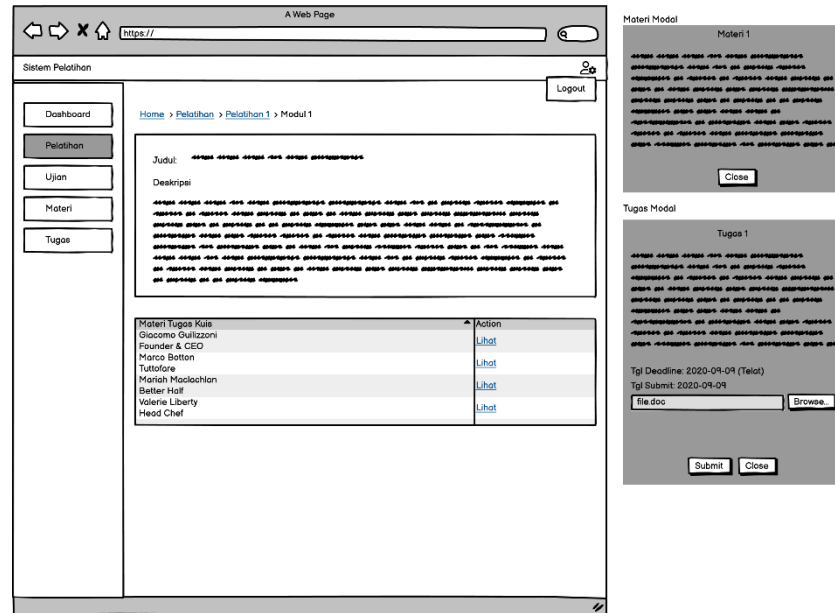 A Web Page
https://
Sistem Pelatihan
Logout
Dashboard
Pelatihan
Ujian
Materi
Tugas
Home > Pelatihan > Pelatihan 1 > Modul 1
Judul:
Deskripsi
Materi Tugas Kuis Action
Giacomo Guilizzoni
Founder & CEO
Lihat
Marco Botton
Tuttofare
Lihat
Mariah Maclachlan
Better Half
Lihat
Valerie Liberty
Head Chef
Lihat
Materi Modal
Materi 1
Close
Tugas Modal
Tugas 1
Tgl Deadline: 2020-09-09 (Telat)
Tgl Submit: 2020-09-09
file.doc Browse...
Submit Close